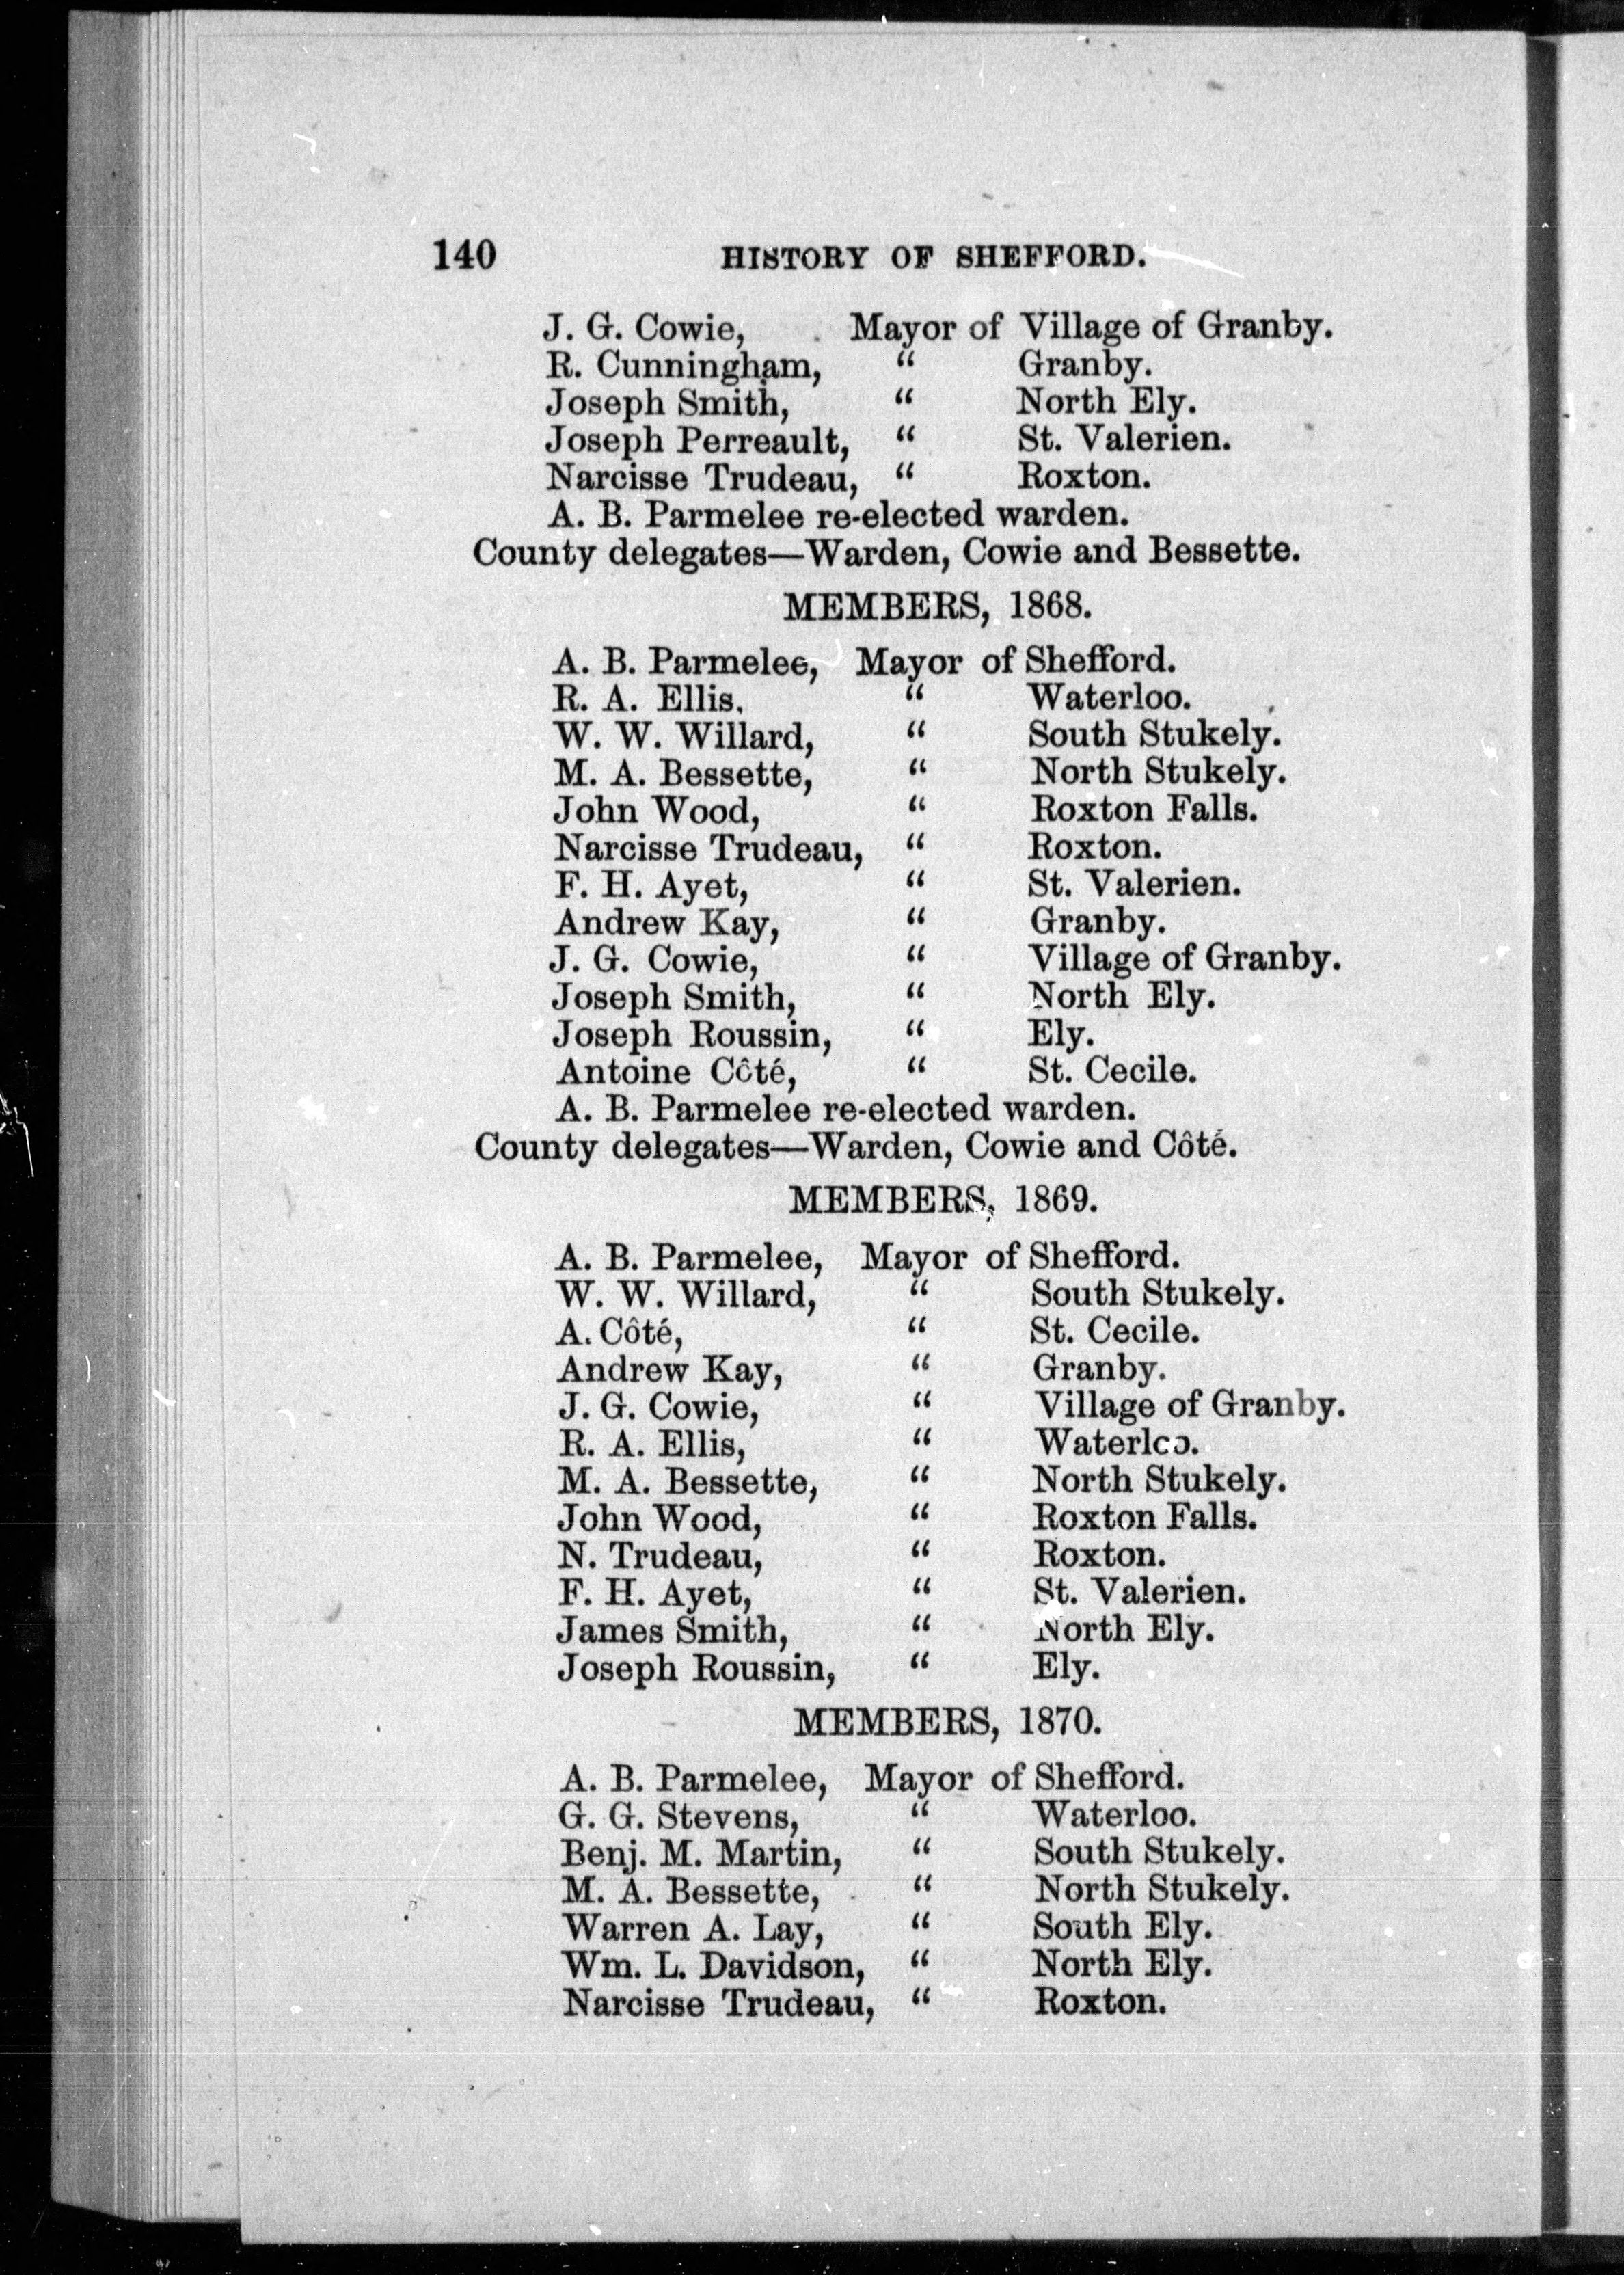 140 HISTORY OF SHEFFORD.
J. G. Cowie, Mayor of Village of Granby.
R. Cunningham, “ Granby.
Joseph Smith, “ North Ely.
Joseph Perreault, “ St. Valerien.
Narcisse Trudeau, “ Roxton.
A. B. Parmelee re-elected warden.
County delegates—Warden, Cowie and Bessette.
MEMBERS, 1868.
A. B. Parmelee, Mayor of Shefford.
R. A. Ellis, “ Waterloo.
W. W. Willard, “ South Stukely.
M. A. Bessette, “ North Stukely.
John Wood, “ Roxton Falls.
Narcisse Trudeau, “ Roxton.
F. H. Ayet, “ St. Valerien.
Andrew Kay, “ Granby.
J. G. Cowie, “ Village of Granby.
Joseph Smith, “ North Ely.
Joseph Roussin, “ Ely.
Antoine Côté, “ St. Cecile.
A. B. Parmelee re-elected warden.
County delegates—Warden, Cowie and Côté.
MEMBERS, 1869.
A. B. Parmelee, Mayor of Shefford.
W. W. Willard, “ South Stukely.
A. Côté, “ St. Cecile.
Andrew Kay, “ Granby.
J. G. Cowie, “ Village of Granby.
R. A. Ellis, “ Waterloo.
M. A. Bessette, “ North Stukely.
John Wood, “ Roxton Falls.
N. Trudeau, “ Roxton.
F. H. Ayet, “ St. Valerien.
James Smith, “ North Ely.
Joseph Roussin, “ Ely.
MEMBERS, 1870.
A. B. Parmelee, Mayor of Shefford.
G. G. Stevens, “ Waterloo.
Benj. M. Martin, “ South Stukely.
M. A. Bessette, “ North Stukely.
Warren A. Lay, “ South Ely.
Wm. L. Davidson, “ North Ely.
Narcisse Trudeau, “ Roxton.